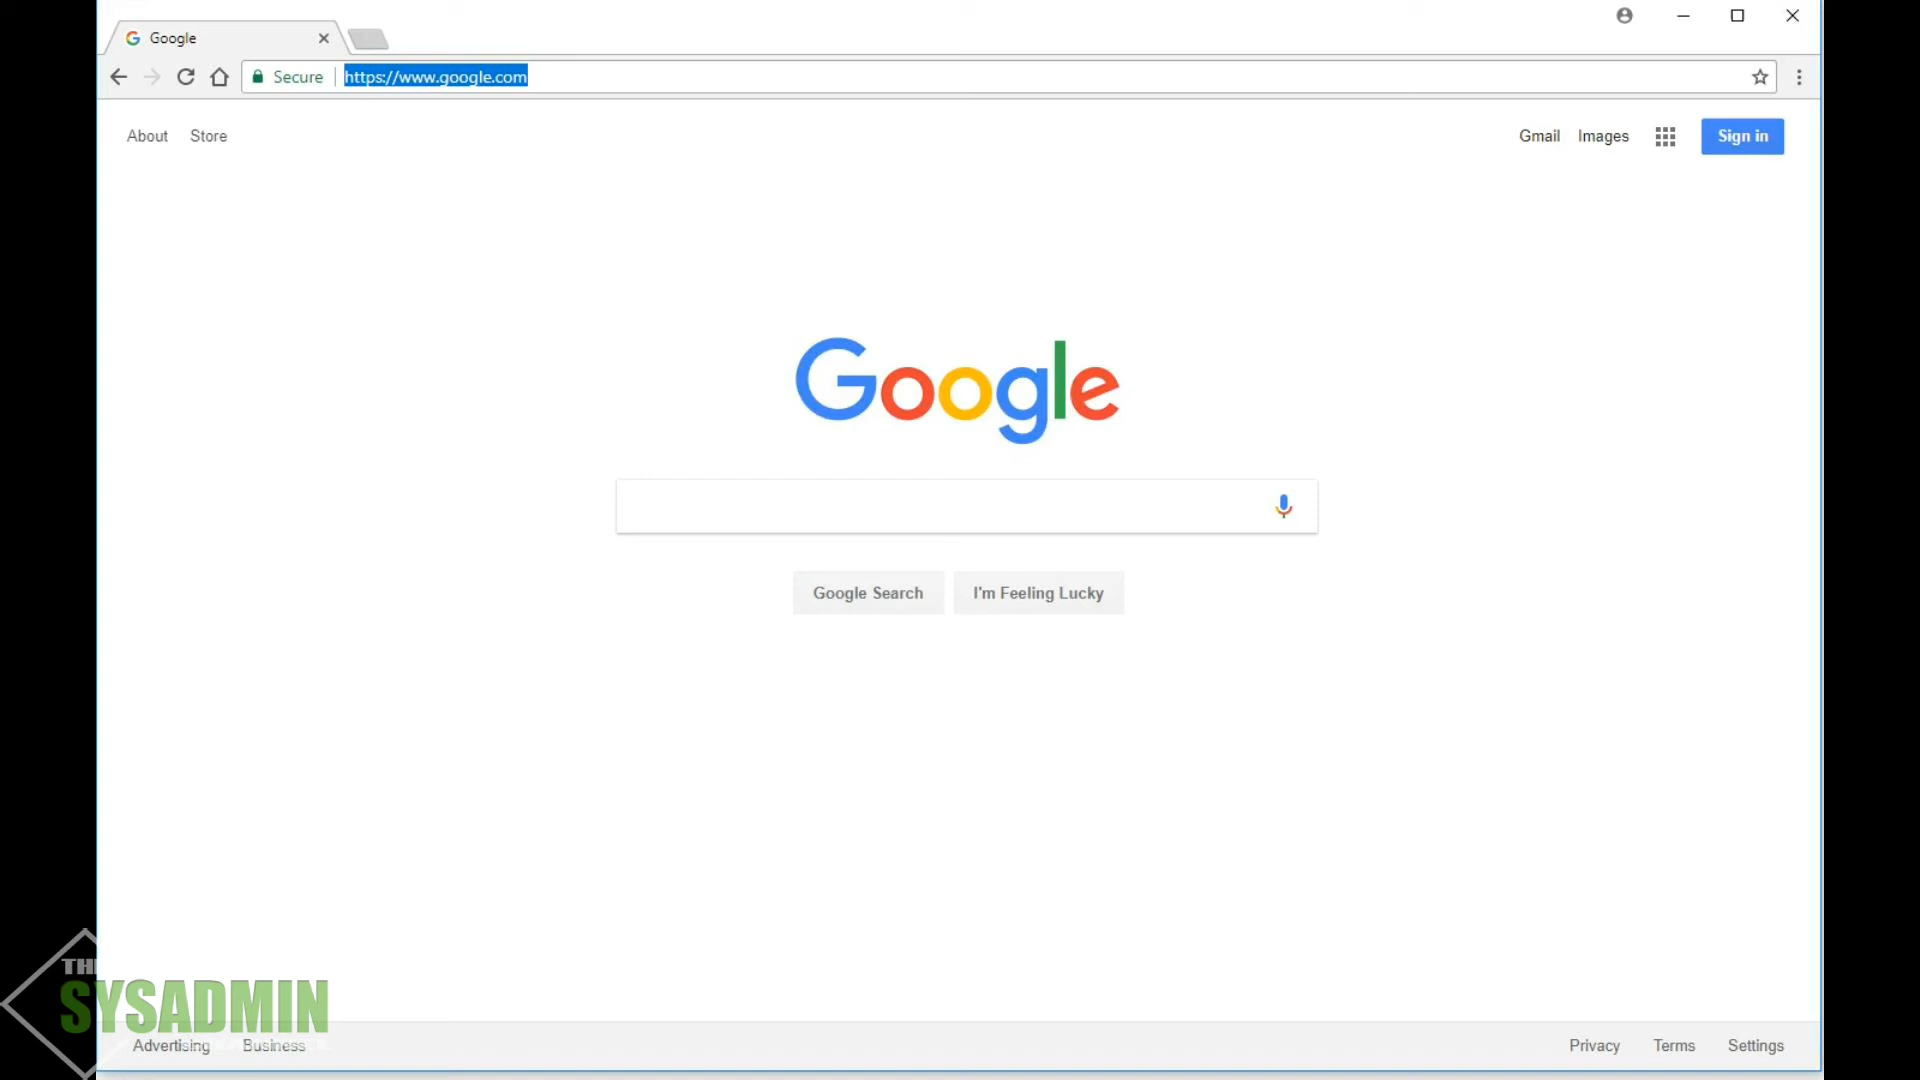 Google
Secure
https://www.google.com
About Store
Gmail Images Sign in
Google
Google Search I'm Feeling Lucky
SYSADMIN
Advertising Business
Privacy Terms Settings